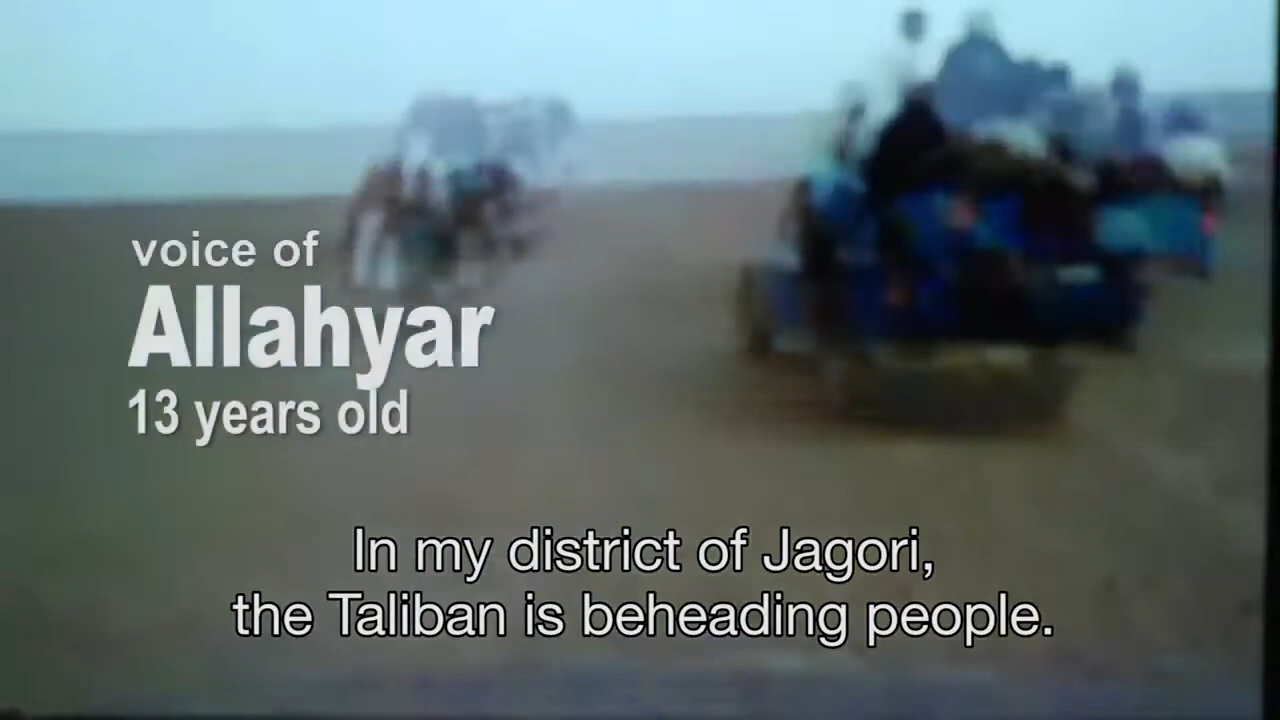 voice of
Allahyar
13 years old
In my district of Jagori,
the Taliban is beheading people.